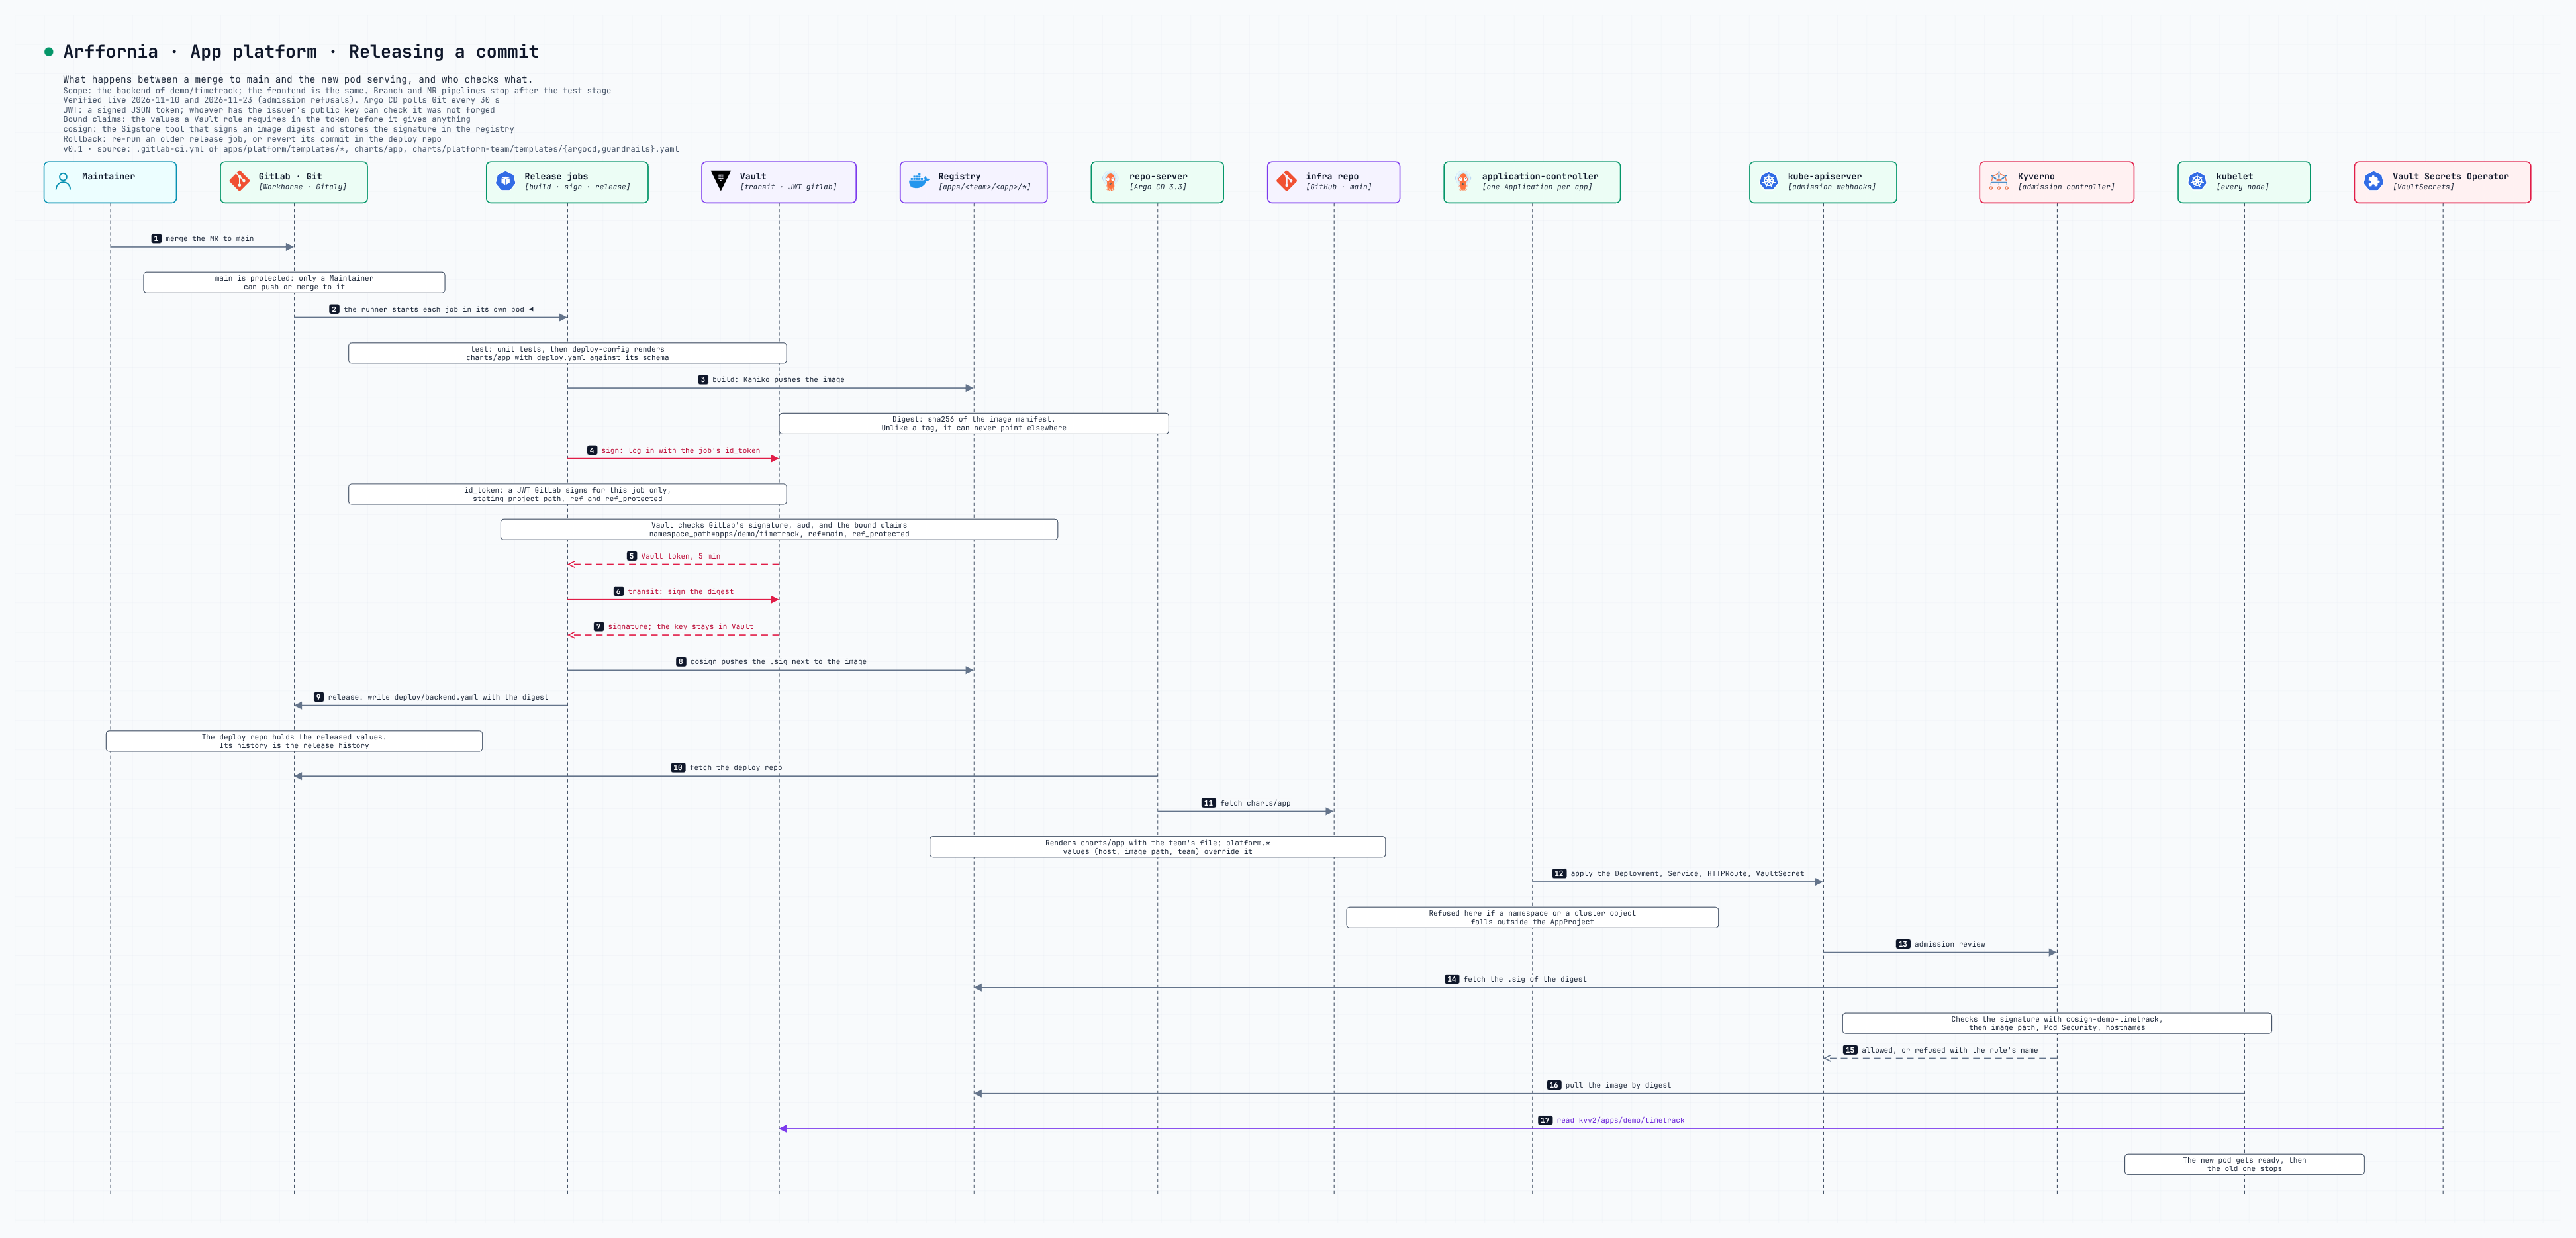 Arffornia · App platform · Releasing a commit
What happens between a merge to main and the new pod serving, and who checks what.
Scope: the backend of demo/timetrack; the frontend is the same. Branch and MR pipelines stop after the test stage
Verified live 2026-11-10 and 2026-11-23 (admission refusals). Argo CD polls Git every 30 s
JWT: a signed JSON token; whoever has the issuer's public key can check it was not forged
Bound claims: the values a Vault role requires in the token before it gives anything
cosign: the Sigstore tool that signs an image digest and stores the signature in the registry
Rollback: re-run an older release job, or revert its commit in the deploy repo
v0.1 · source: .gitlab-ci.yml of apps/platform/templates/*, charts/app, charts/platform-team/templates/{argocd,guardrails}.yaml
Maintainer
GitLab · Git
[Workhorse · Gitaly]
Release jobs
[build · sign · release]
Vault
[transit · JWT gitlab]
Registry
[apps/<team>/<app>/*]
repo-server
[Argo CD 3.3]
infra repo
[GitHub · main]
application-controller
[one Application per app]
kube-apiserver
[admission webhooks]
Kyverno
[admission controller]
kubelet
[every node]
Vault Secrets Operator
[VaultSecrets]
1 merge the MR to main
main is protected: only a Maintainer
can push or merge to it
2 the runner starts each job in its own pod ◀
test: unit tests, then deploy-config renders
charts/app with deploy.yaml against its schema
3 build: Kaniko pushes the image
Digest: sha256 of the image manifest.
Unlike a tag, it can never point elsewhere
4 sign: log in with the job's id_token
id_token: a JWT GitLab signs for this job only,
stating project path, ref and ref_protected
Vault checks GitLab's signature, aud, and the bound claims
namespace_path=apps/demo/timetrack, ref=main, ref_protected
5 Vault token, 5 min
6 transit: sign the digest
7 signature; the key stays in Vault
8 cosign pushes the .sig next to the image
9 release: write deploy/backend.yaml with the digest
The deploy repo holds the released values.
Its history is the release history
10 fetch the deploy repo
11 fetch charts/app
Renders charts/app with the team's file; platform.*
values (host, image path, team) override it
12 apply the Deployment, Service, HTTPRoute, VaultSecret
Refused here if a namespace or a cluster object
falls outside the AppProject
13 admission review
14 fetch the .sig of the digest
Checks the signature with cosign-demo-timetrack,
then image path, Pod Security, hostnames
15 allowed, or refused with the rule's name
16 pull the image by digest
17 read kvv2/apps/demo/timetrack
The new pod gets ready, then
the old one stops